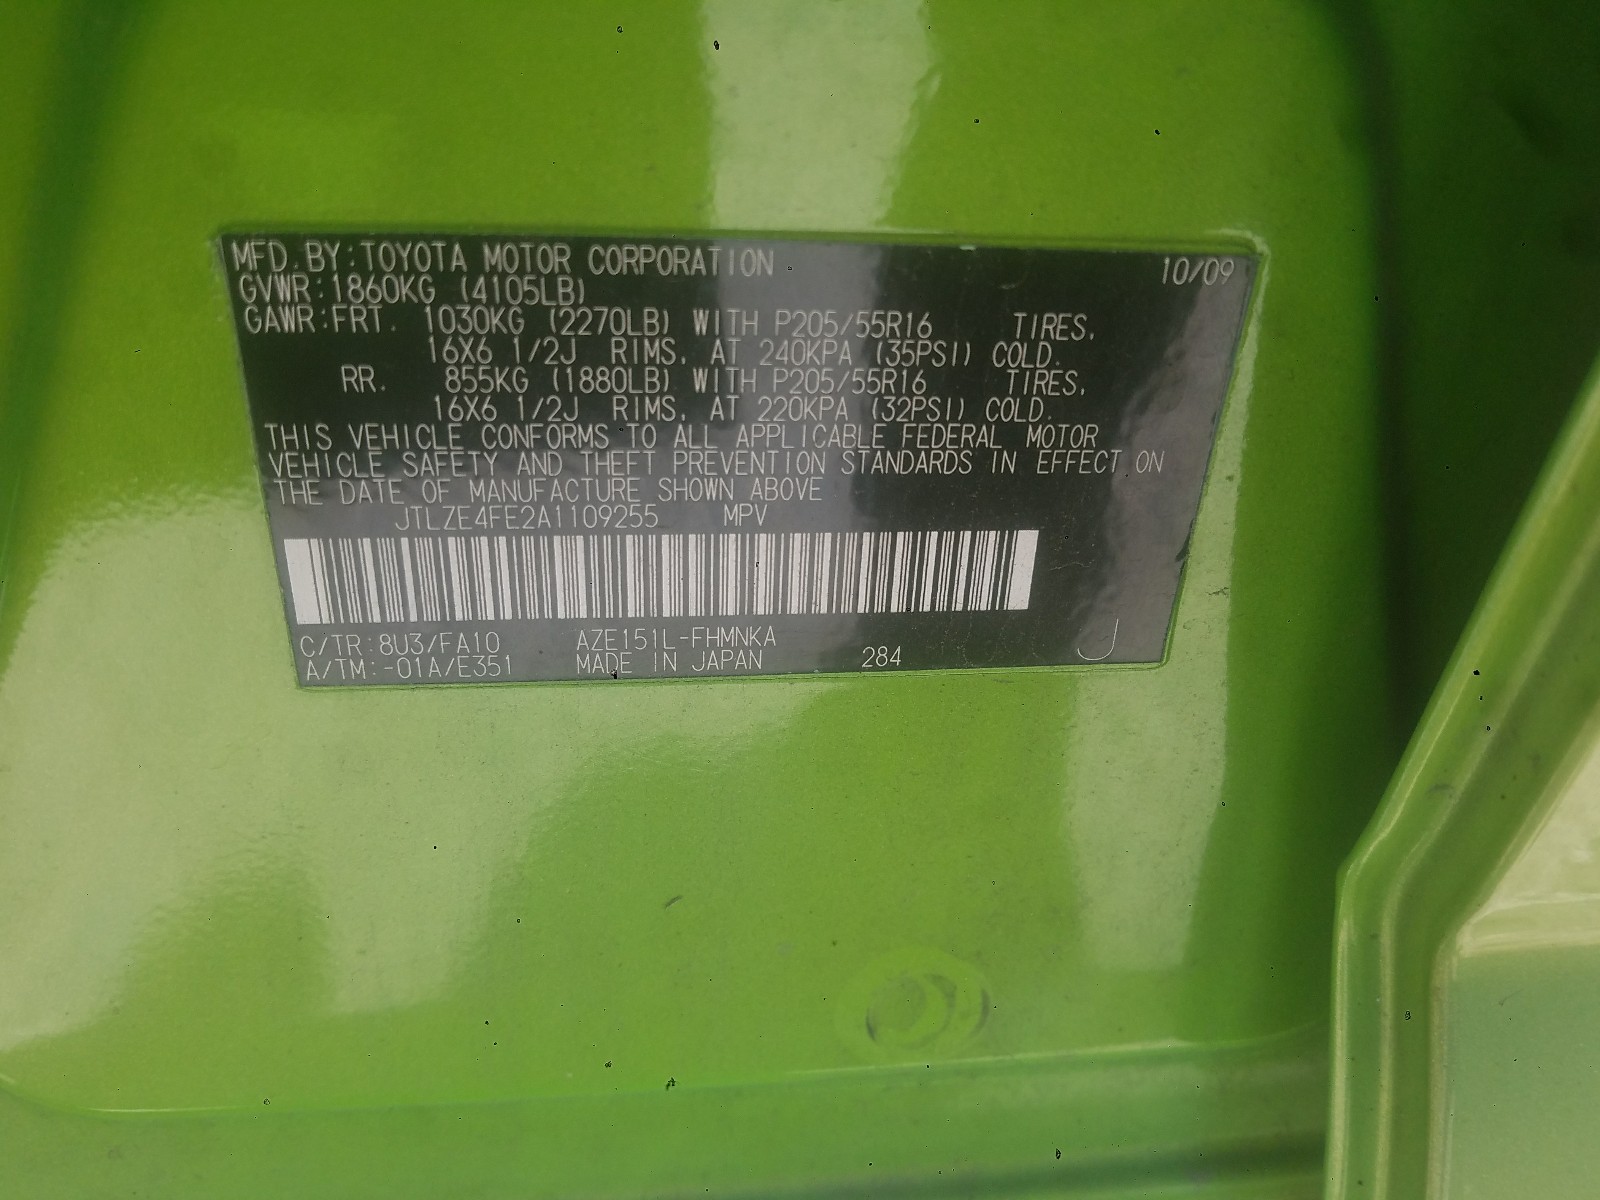 MFD. BY: TOYOTA MOTOR CORPORATION 10/09
GVWR: 1860KG (4105LB)
GAWR: FRT. 1030KG (2270LB) WITH P205/55R16 TIRES,
16X6 1/2J RIMS, AT 240KPA (35PSI) COLD.
RR. 855KG (1880LB) WITH P205/55R16 TIRES,
16X6 1/2J RIMS, AT 220KPA (32PSI) COLD.
THIS VEHICLE CONFORMS TO ALL APPLICABLE FEDERAL MOTOR
VEHICLE SAFETY AND THEFT PREVENTION STANDARDS IN EFFECT ON
THE DATE OF MANUFACTURE SHOWN ABOVE
JTLZE4FE2A1109255 MPV
C/TR: 8U3/FA10 AZE151L-FHMNKA
A/TM: -01A/E351 MADE IN JAPAN 284 J